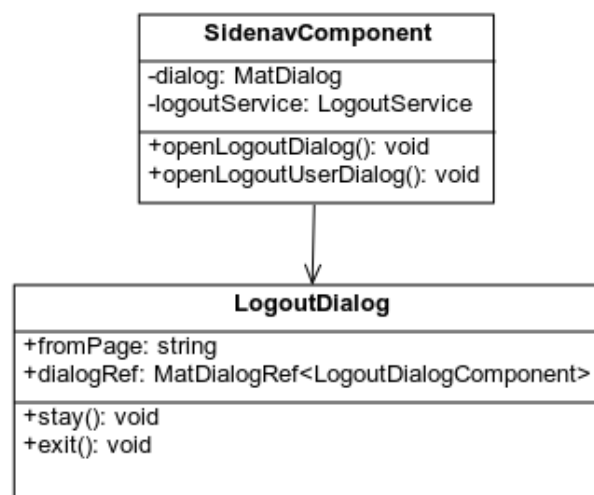 SidenavComponent
-dialog: MatDialog
-logoutService: LogoutService
+openLogoutDialog(): void
+openLogoutUserDialog(): void
LogoutDialog
+fromPage: string
+dialogRef: MatDialogRef<LogoutDialogComponent>
+stay(): void
+exit(): void